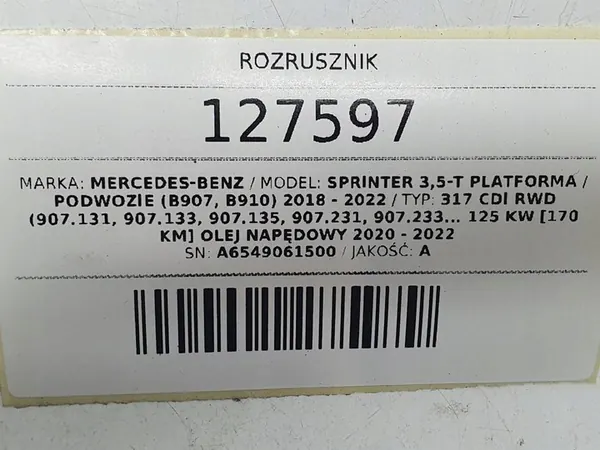 ROZRUSZNIK
127597
MARKA: MERCEDES-BENZ / MODEL: SPRINTER 3,5-T PLATFORMA /
PODWOZIE (B907, B910) 2018 - 2022 / TYP: 317 CDI RWD
(907.131, 907.133, 907.135, 907.231, 907.233... 125 KW [170
KM] OLEJ NAPĘDOWY 2020 - 2022
SN: A6549061500 / JAKOŚĆ: A